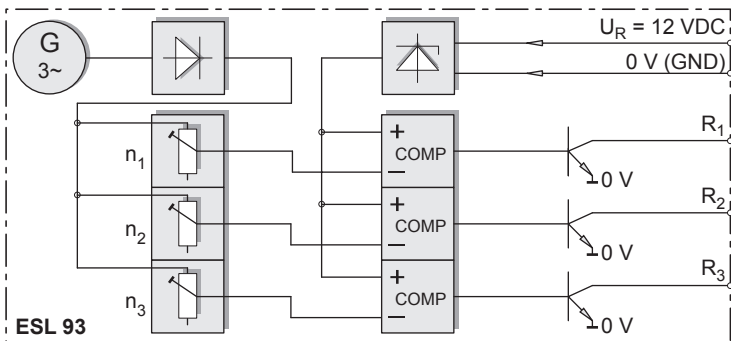 G
3~
U_R = 12 VDC
0 V (GND)
n_1
+
COMP
−
R_1
0 V
n_2
+
COMP
−
R_2
0 V
n_3
+
COMP
−
R_3
0 V
ESL 93